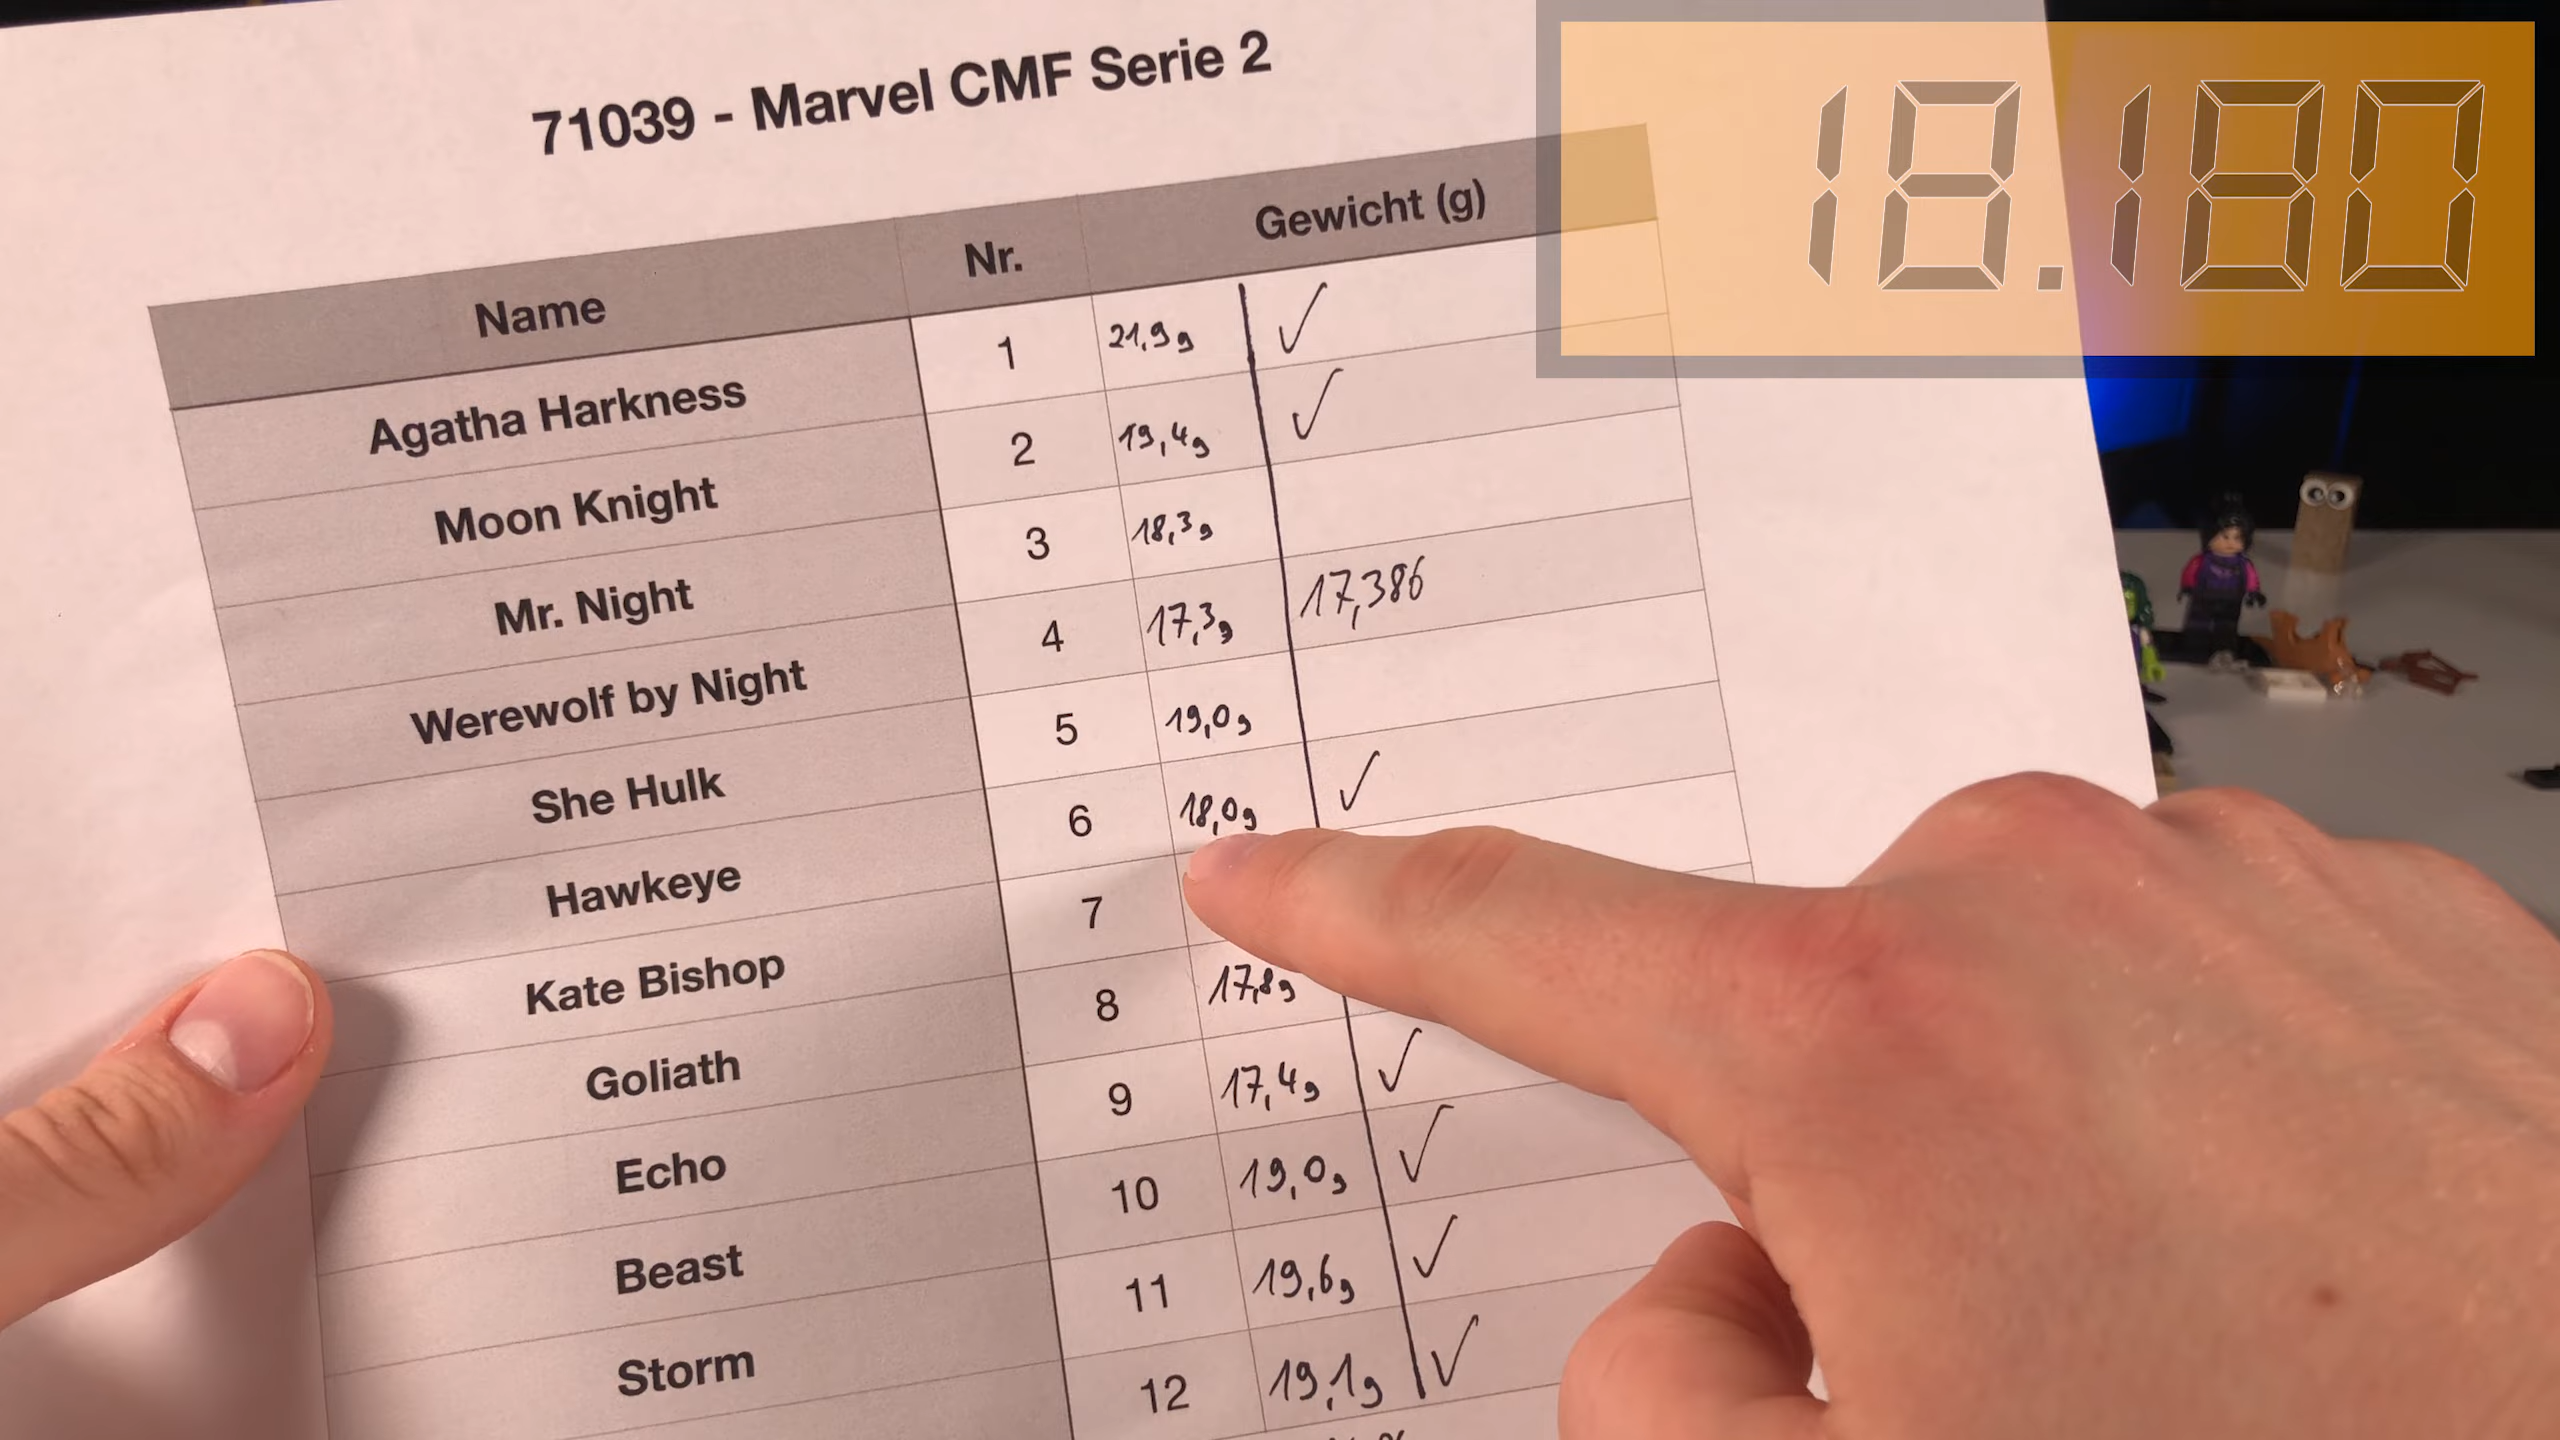 18.180
71039 - Marvel CMF Serie 2
Name Nr. Gewicht (g)
Agatha Harkness 1 21,9g ✓
Moon Knight 2 19,4g ✓
Mr. Night 3 18,3g
Werewolf by Night 4 17,3g 17,386
She Hulk 5 19,0g
Hawkeye 6 18,0g ✓
Kate Bishop 7
Goliath 8 17,8g
Echo 9 17,4g ✓
Beast 10 19,0g ✓
Storm 11 19,6g ✓
12 19,1g ✓